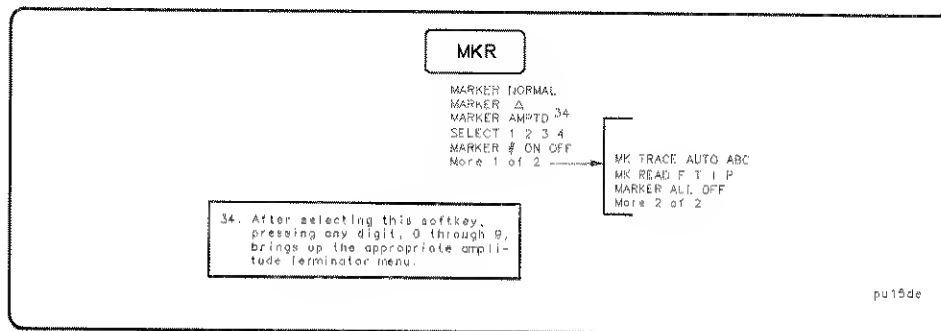 MKR
MARKER NORMAL
MARKER Δ
MARKER AMPTD 34
SELECT 1 2 3 4
MARKER # ON OFF
More 1 of 2
MK TRACE AUTO ABC
MK READ F T I P
MARKER ALL OFF
More 2 of 2
34. After selecting this softkey,
pressing any digit, 0 through 9,
brings up the appropriate ampli-
tude terminator menu.
pu15de